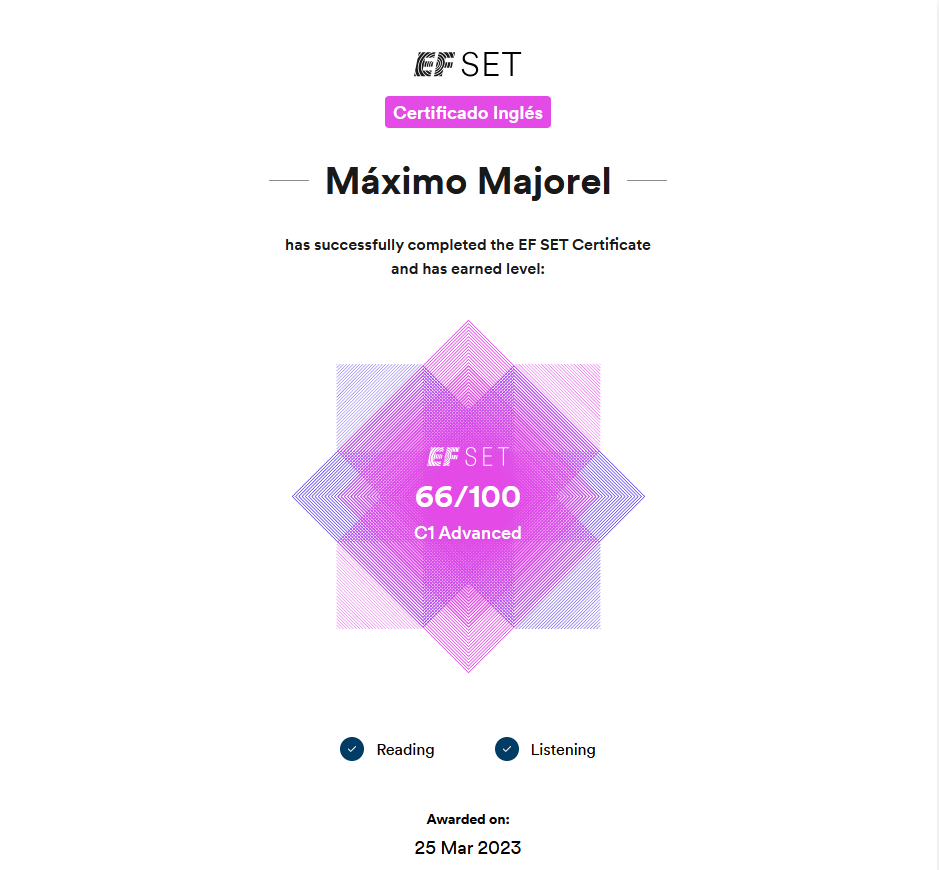 EF SET
Certificado Inglés
Máximo Majorel
has successfully completed the EF SET Certificate
and has earned level:
EF SET
66/100
C1 Advanced
Reading
Listening
Awarded on:
25 Mar 2023